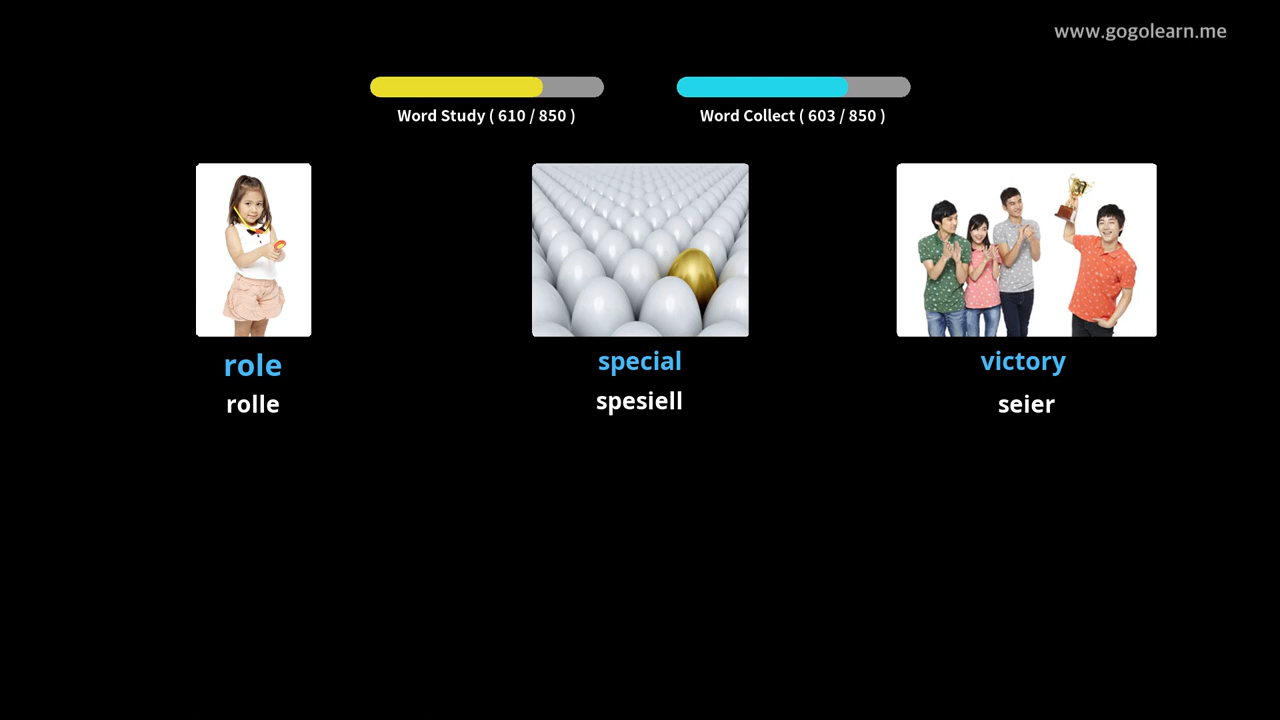 www.gogolearn.me
Word Study ( 610 / 850 )
Word Collect ( 603 / 850 )
role
rolle
special
spesiell
victory
seier